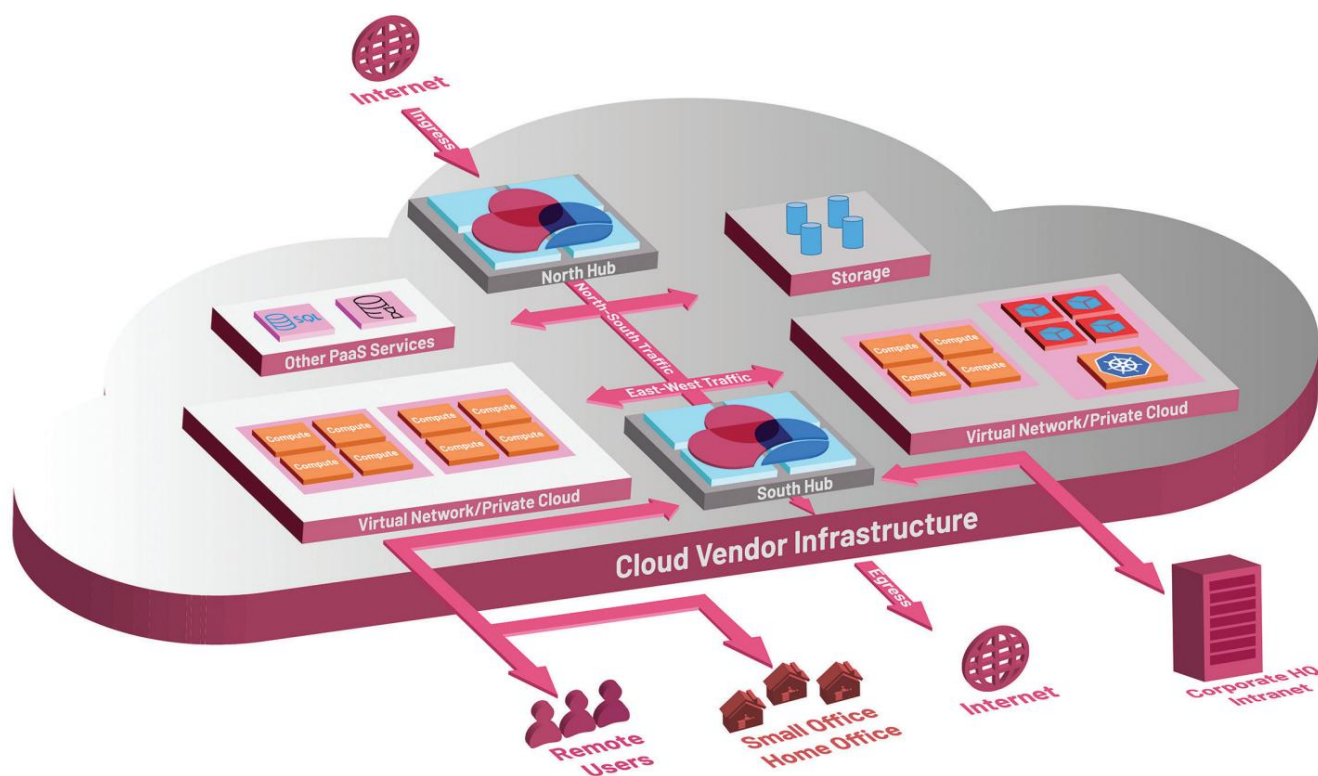 Internet
Ingress
North Hub
Storage
SQL
Other PaaS Services
North-South Traffic
East-West Traffic
Compute
Compute
Compute
Compute
Virtual Network/Private Cloud
Compute
Compute
Compute
Compute
Compute
Compute
Compute
Compute
Virtual Network/Private Cloud
South Hub
Cloud Vendor Infrastructure
Egress
Internet
Corporate HQ
Intranet
Small Office
Home Office
Remote
Users